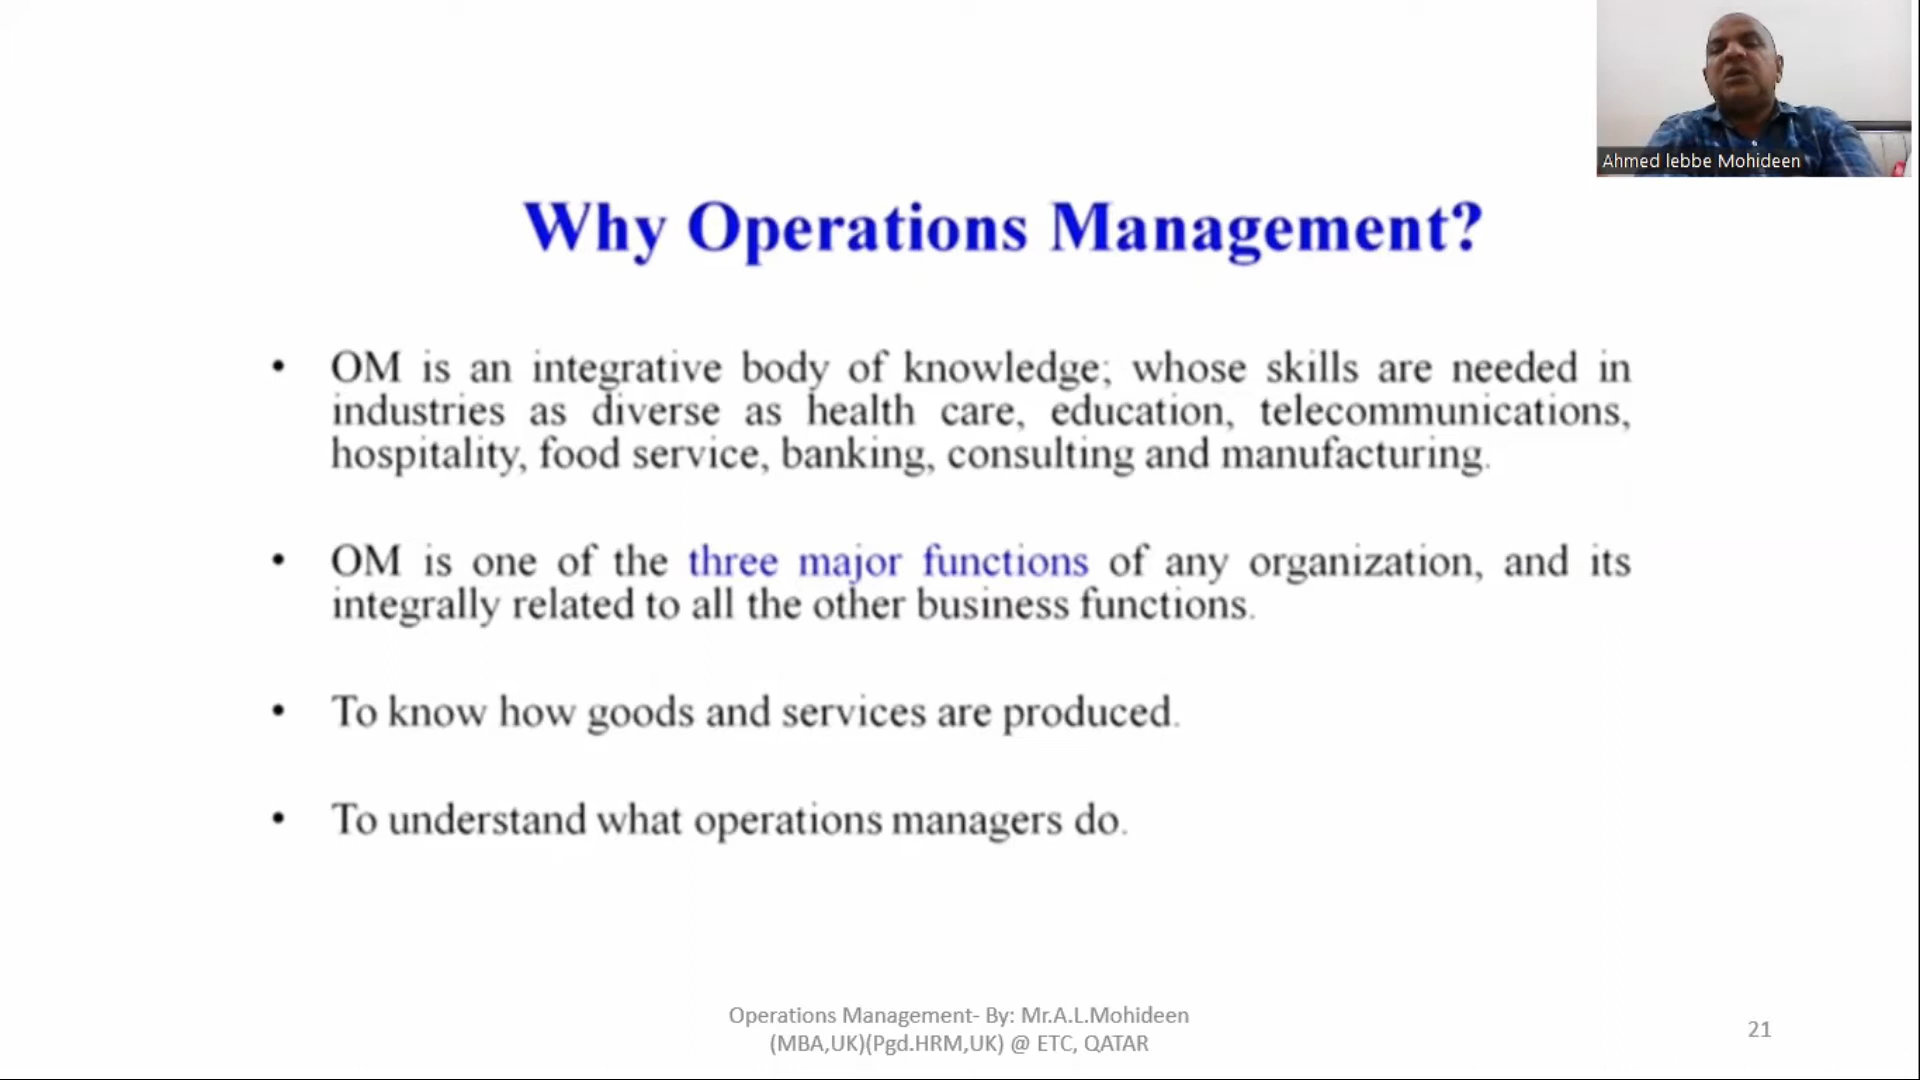 Ahmed lebbe Mohideen
Why Operations Management?
• OM is an integrative body of knowledge; whose skills are needed in
industries as diverse as health care, education, telecommunications,
hospitality, food service, banking, consulting and manufacturing.
• OM is one of the three major functions of any organization, and its
integrally related to all the other business functions.
• To know how goods and services are produced.
• To understand what operations managers do.
Operations Management- By: Mr.A.L.Mohideen
(MBA,UK)(Pgd.HRM,UK) @ ETC, QATAR
21